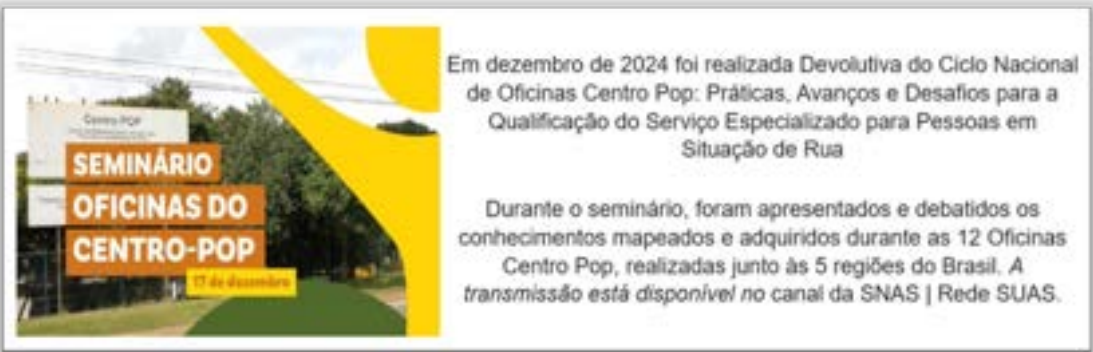 Centro POP
SEMINÁRIO
OFICINAS DO
CENTRO-POP
17 de dezembro
Em dezembro de 2024 foi realizada Devolutiva do Ciclo Nacional
de Oficinas Centro Pop: Práticas, Avanços e Desafios para a
Qualificação do Serviço Especializado para Pessoas em
Situação de Rua
Durante o seminário, foram apresentados e debatidos os
conhecimentos mapeados e adquiridos durante as 12 Oficinas
Centro Pop, realizadas junto às 5 regiões do Brasil. A
transmissão está disponível no canal da SNAS | Rede SUAS.